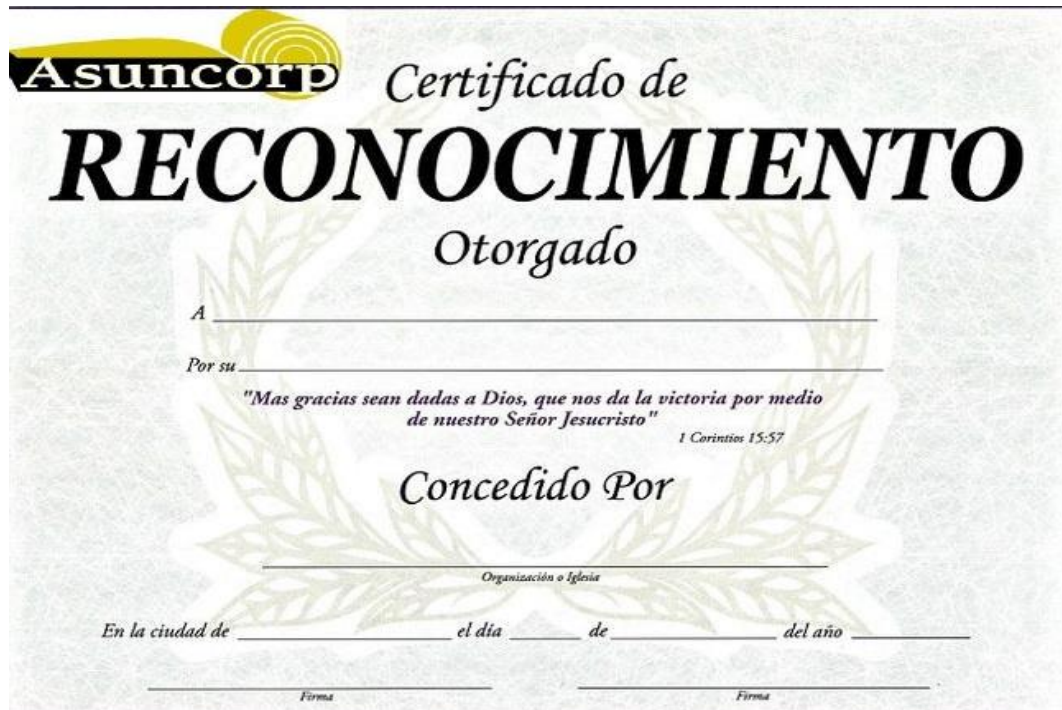 Asuncorp
Certificado de
RECONOCIMIENTO
Otorgado
A
Por su
"Mas gracias sean dadas a Dios, que nos da la victoria por medio
de nuestro Señor Jesucristo"
1 Corintios 15:57
Concedido Por
Organización o Iglesia
En la ciudad de el día de del año
Firma Firma